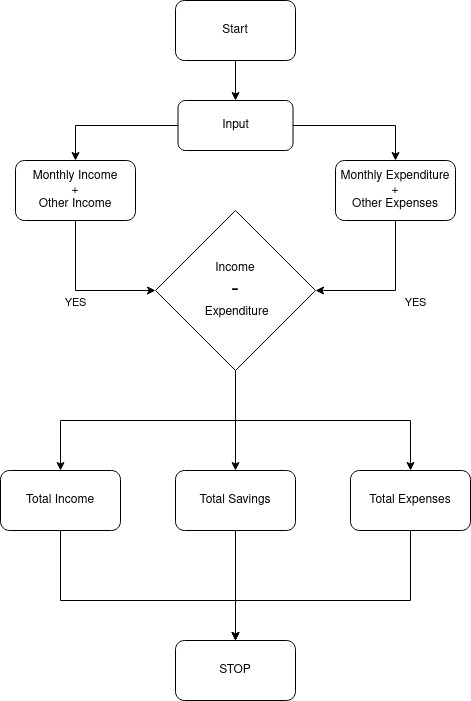 Start
Input
Monthly Income
+
Other Income
Monthly Expenditure
+
Other Expenses
Income
-
Expenditure
YES
YES
Total Income
Total Savings
Total Expenses
STOP